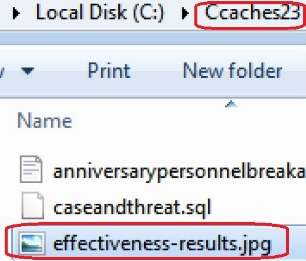 Local Disk (C:) Ccaches23
Print New folder
Name
anniversarypersonnelbreaka
caseandthreat.sql
effectiveness-results.jpg